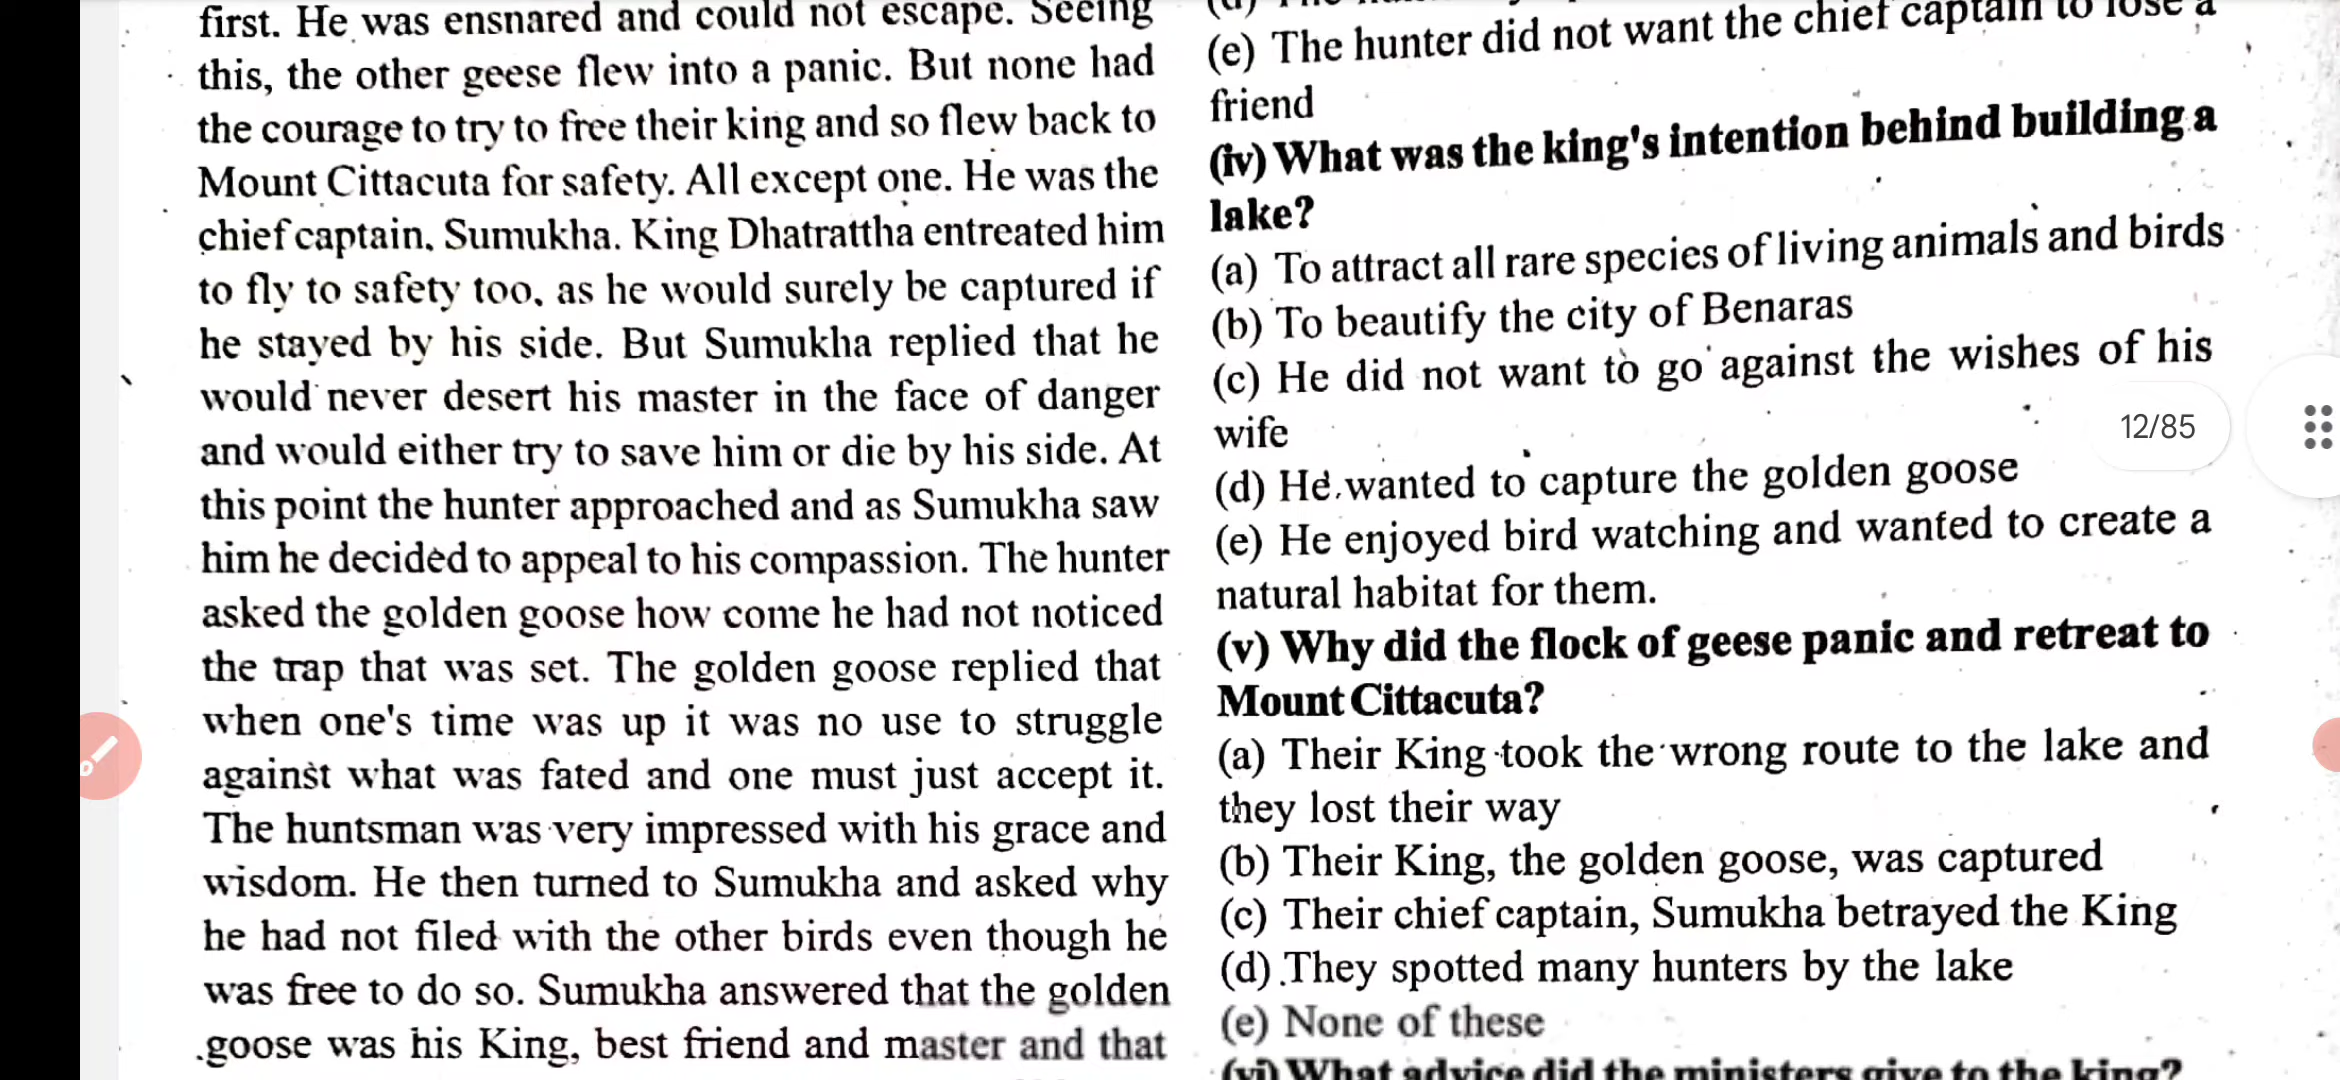 first. He was ensnared and could not escape. Seeing
this, the other geese flew into a panic. But none had
the courage to try to free their king and so flew back to
Mount Cittacuta for safety. All except one. He was the
chief captain, Sumukha. King Dhatrattha entreated him
to fly to safety too, as he would surely be captured if
he stayed by his side. But Sumukha replied that he
would never desert his master in the face of danger
and would either try to save him or die by his side. At
this point the hunter approached and as Sumukha saw
him he decided to appeal to his compassion. The hunter
asked the golden goose how come he had not noticed
the trap that was set. The golden goose replied that
when one's time was up it was no use to struggle
against what was fated and one must just accept it.
The huntsman was very impressed with his grace and
wisdom. He then turned to Sumukha and asked why
he had not filed with the other birds even though he
was free to do so. Sumukha answered that the golden
goose was his King, best friend and master and that
(e) The hunter did not want the chief captain to lose a
friend
(iv) What was the king's intention behind building a
lake?
(a) To attract all rare species of living animals and birds
(b) To beautify the city of Benaras
(c) He did not want to go against the wishes of his
wife
(d) He wanted to capture the golden goose
(e) He enjoyed bird watching and wanted to create a
natural habitat for them.
(v) Why did the flock of geese panic and retreat to
Mount Cittacuta?
(a) Their King took the wrong route to the lake and
they lost their way
(b) Their King, the golden goose, was captured
(c) Their chief captain, Sumukha betrayed the King
(d) They spotted many hunters by the lake
(e) None of these
(vi) What advice did the ministers give to the king?
12/85